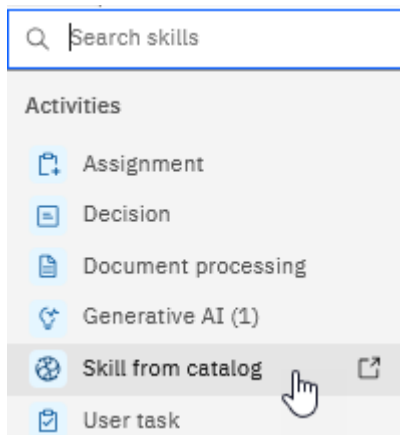 Search skills
Activities
Assignment
Decision
Document processing
Generative AI (1)
Skill from catalog
User task